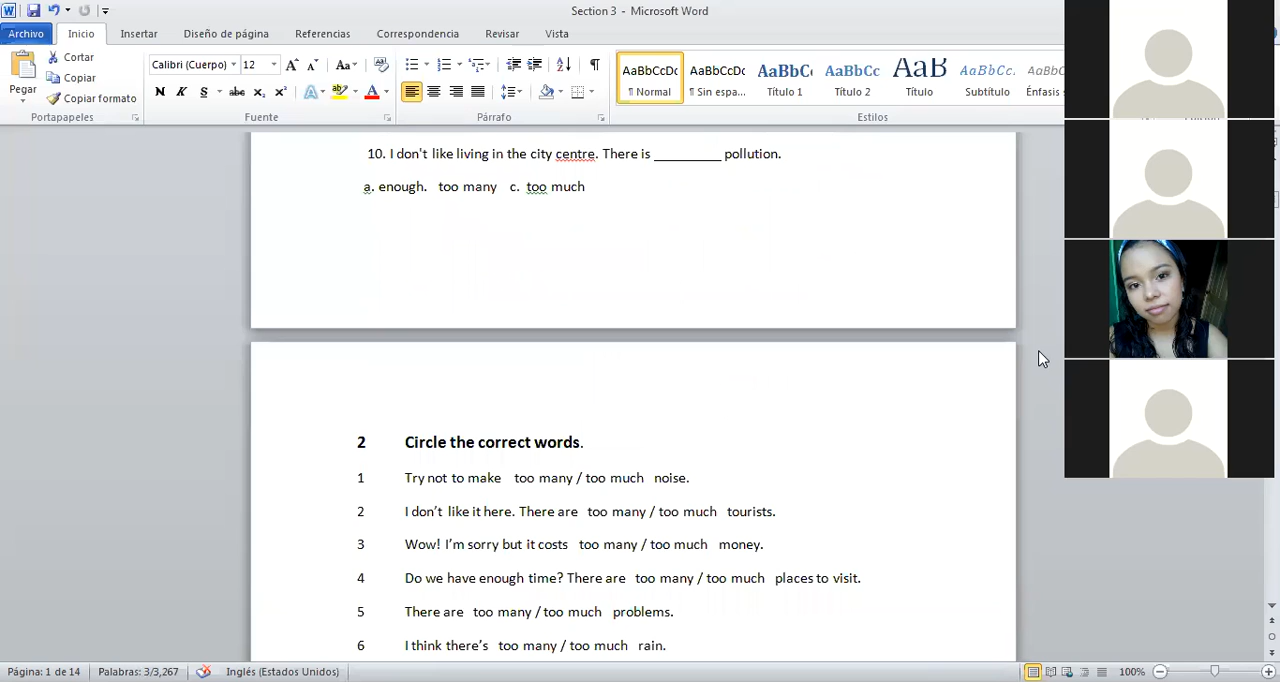 Section 3 - Microsoft Word
Archivo Inicio Insertar Diseño de página Referencias Correspondencia Revisar Vista
Cortar
Copiar
Copiar formato
Pegar
Portapapeles
Calibri (Cuerpo) 12
Fuente
Párrafo
AaBbCcDc AaBbCcDc AaBbC AaBbCc AaB AaBbCc AaBbCc
¶ Normal ¶ Sin espa... Título 1 Título 2 Título Subtítulo Énfasis
Estilos
10. I don't like living in the city centre. There is __________ pollution.
a. enough. too many c. too much
2 Circle the correct words.
1 Try not to make too many / too much noise.
2 I don’t like it here. There are too many / too much tourists.
3 Wow! I’m sorry but it costs too many / too much money.
4 Do we have enough time? There are too many / too much places to visit.
5 There are too many / too much problems.
6 I think there’s too many / too much rain.
Página: 1 de 14 Palabras: 3/3,267 Inglés (Estados Unidos) 100%